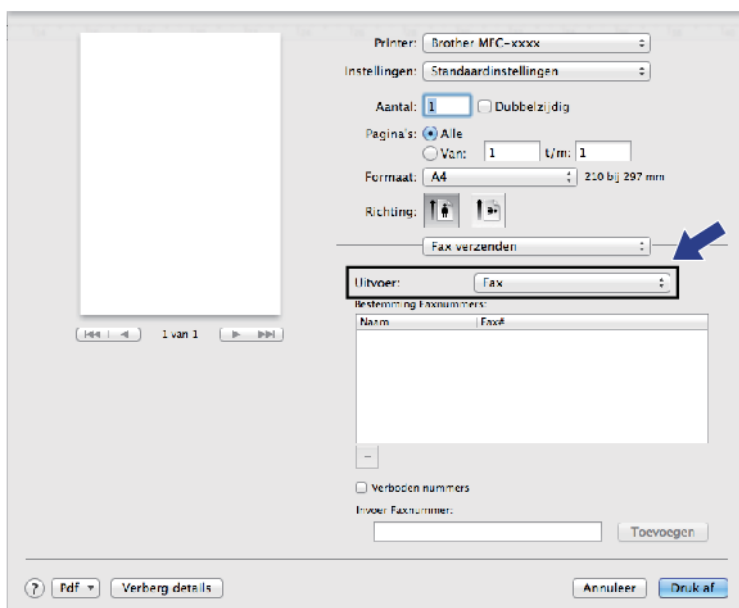 Printer: Brother MFC-xxxx
Instellingen: Standaardinstellingen
Aantal: 1 Dubbelzijdig
Pagina's: Alle
Van: 1 t/m: 1
Formaat: A4 210 bij 297 mm
Richting:
Fax verzenden
Uitvoer: Fax
Bestemming Faxnummers:
Naam Fax#
1 van 1
–
Verboden nummers
Invoer Faxnummer:
Toevoegen
? Pdf Verberg details Annuleer Druk af